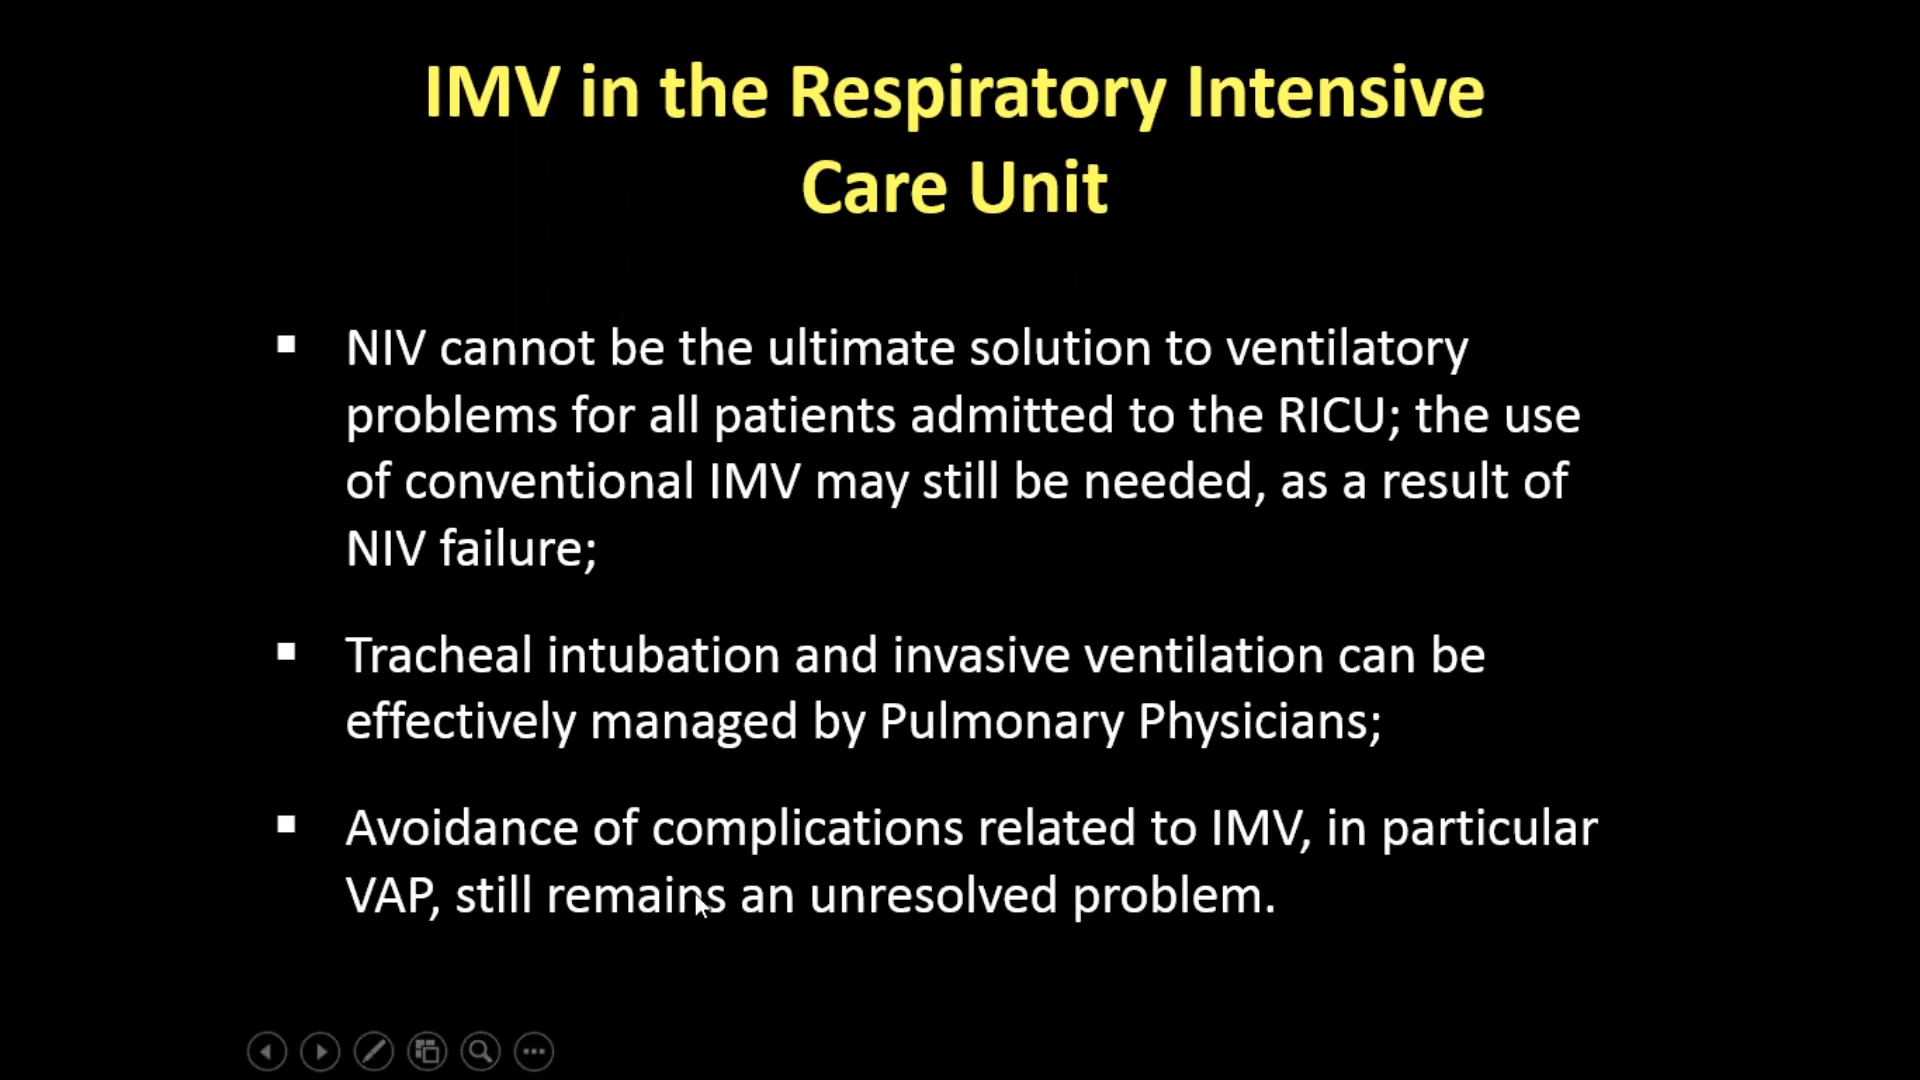 IMV in the Respiratory Intensive
Care Unit
▪ NIV cannot be the ultimate solution to ventilatory
problems for all patients admitted to the RICU; the use
of conventional IMV may still be needed, as a result of
NIV failure;
▪ Tracheal intubation and invasive ventilation can be
effectively managed by Pulmonary Physicians;
▪ Avoidance of complications related to IMV, in particular
VAP, still remains an unresolved problem.